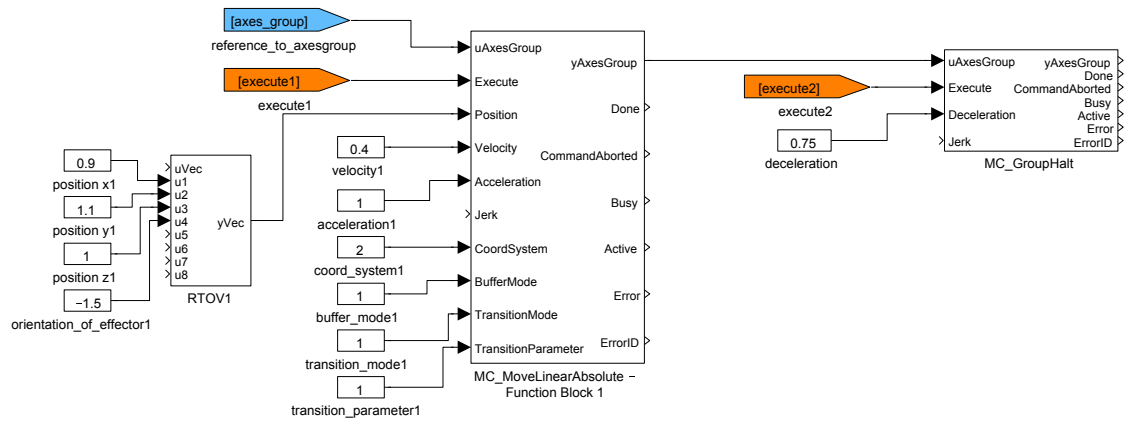 [axes_group]
reference_to_axesgroup
[execute1]
execute1
0.9
position x1
1.1
position y1
1
position z1
−1.5
orientation_of_effector1
uVec
u1
u2
u3
u4
u5
u6
u7
u8
yVec
RTOV1
0.4
velocity1
1
acceleration1
2
coord_system1
1
buffer_mode1
1
transition_mode1
1
transition_parameter1
uAxesGroup
Execute
Position
Velocity
Acceleration
Jerk
CoordSystem
BufferMode
TransitionMode
TransitionParameter
yAxesGroup
Done
CommandAborted
Busy
Active
Error
ErrorID
MC_MoveLinearAbsolute −
Function Block 1
[execute2]
execute2
0.75
deceleration
uAxesGroup
Execute
Deceleration
Jerk
yAxesGroup
Done
CommandAborted
Busy
Active
Error
ErrorID
MC_GroupHalt